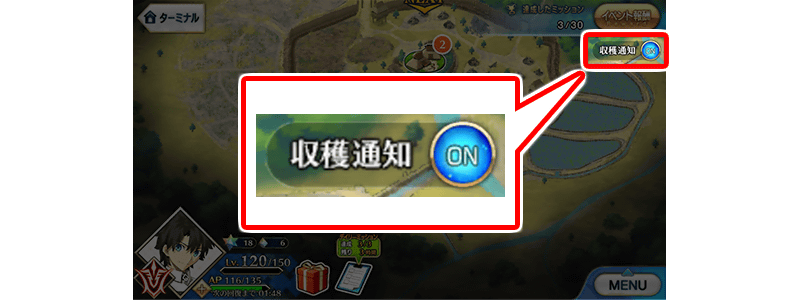 ターミナル
NEXT
達成したミッション
3/30
イベント報酬
収穫通知 ON
2
収穫通知 ON
18 6
Lv.120/150
AP 116/135
次の回復まで 01:48
MENU